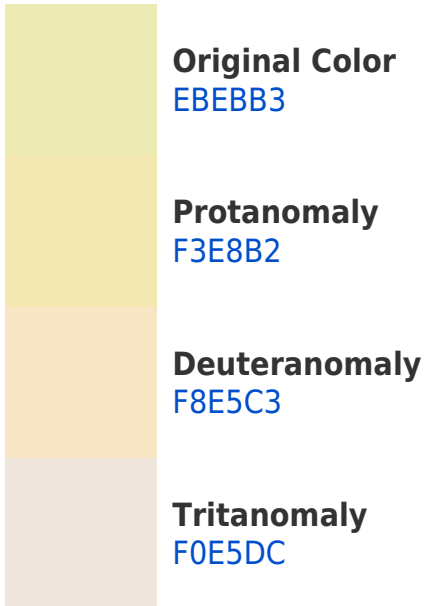 Original Color
EBEBB3
Protanomaly
F3E8B2
Deuteranomaly
F8E5C3
Tritanomaly
F0E5DC